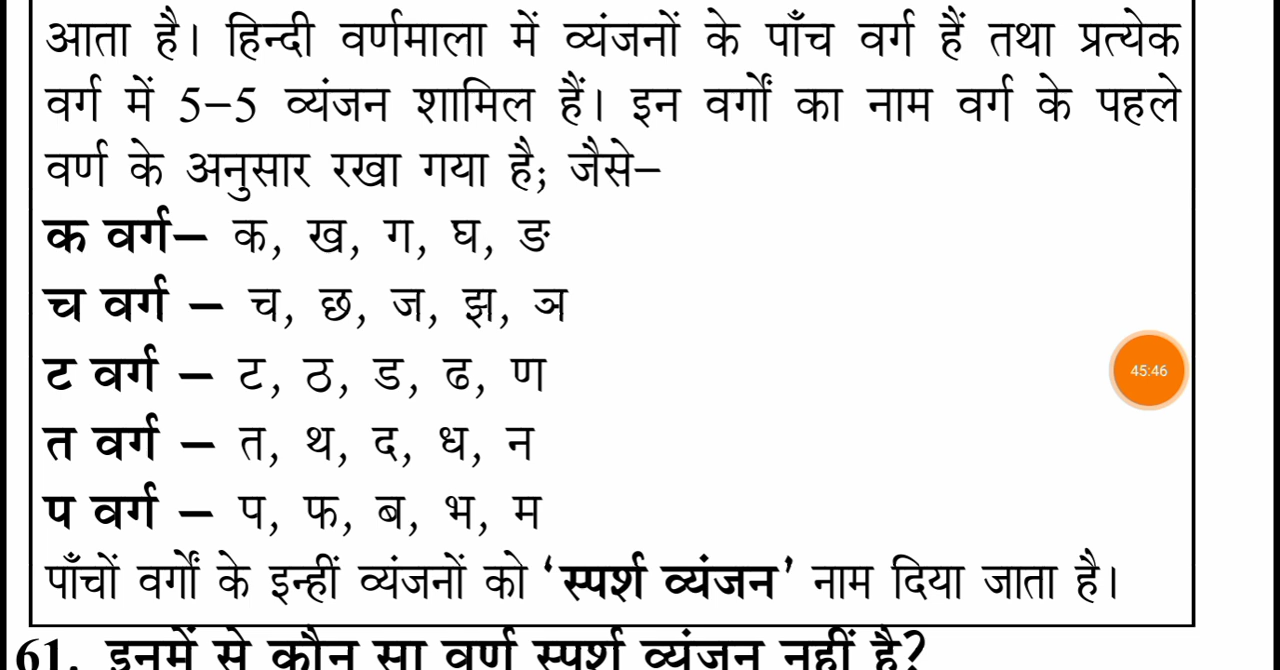 आता है। हिन्दी वर्णमाला में व्यंजनों के पाँच वर्ग हैं तथा प्रत्येक
वर्ग में 5–5 व्यंजन शामिल हैं। इन वर्गों का नाम वर्ग के पहले
वर्ण के अनुसार रखा गया है; जैसे–
क वर्ग– क, ख, ग, घ, ङ
च वर्ग – च, छ, ज, झ, ञ
ट वर्ग – ट, ठ, ड, ढ, ण
45:46
त वर्ग – त, थ, द, ध, न
प वर्ग – प, फ, ब, भ, म
पाँचों वर्गों के इन्हीं व्यंजनों को ‘स्पर्श व्यंजन’ नाम दिया जाता है।
61. इनमें से कौन सा वर्ण स्पर्श व्यंजन नहीं है?